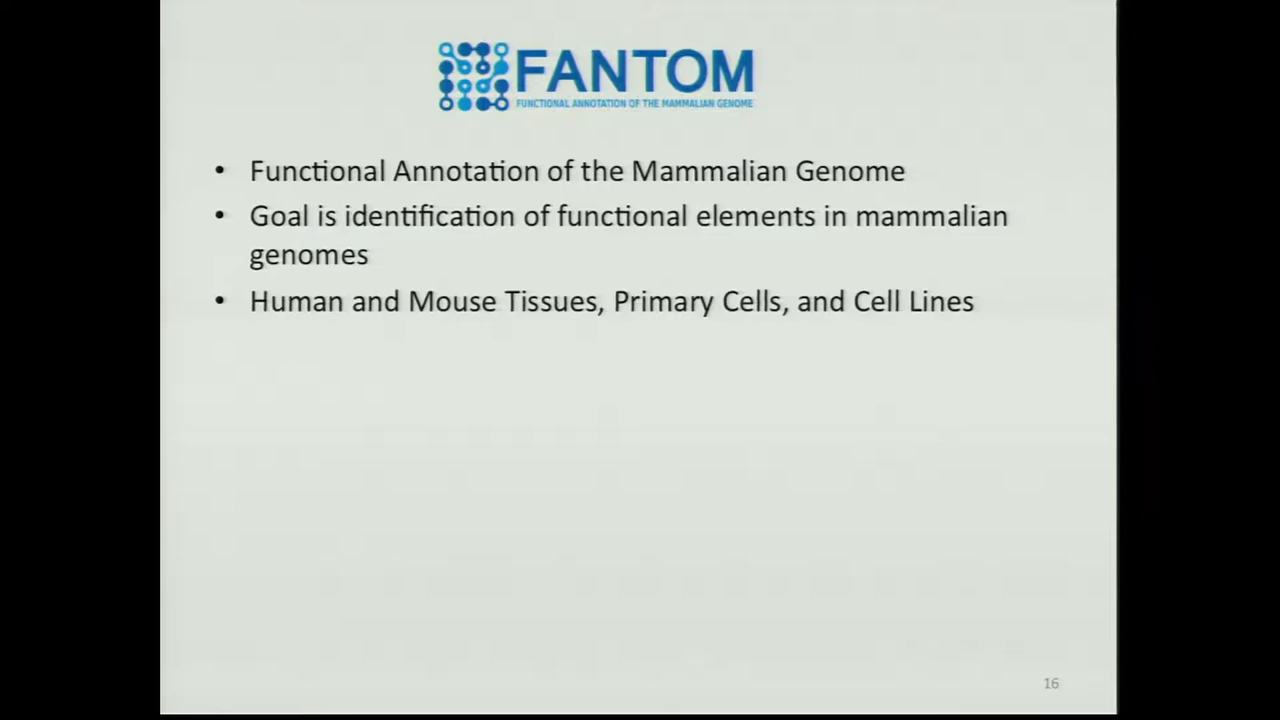 FANTOM
FUNCTIONAL ANNOTATION OF THE MAMMALIAN GENOME
• Functional Annotation of the Mammalian Genome
• Goal is identification of functional elements in mammalian
genomes
• Human and Mouse Tissues, Primary Cells, and Cell Lines
16